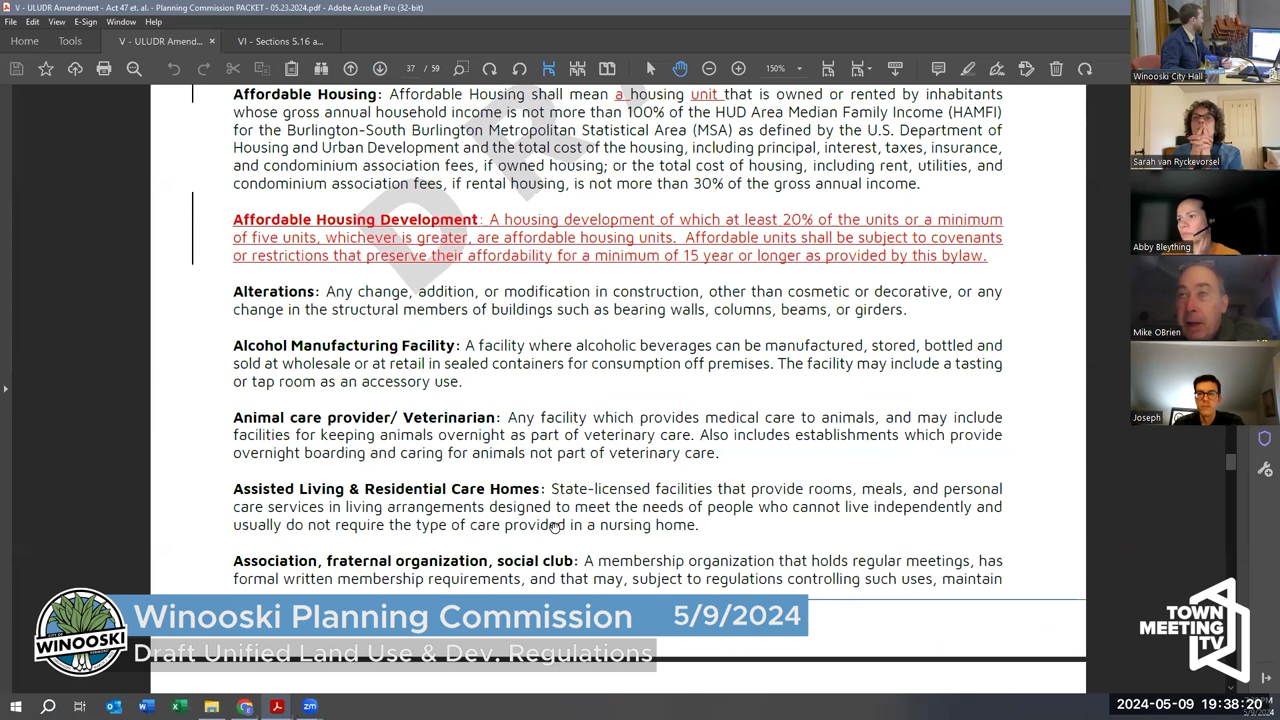 V - ULUDR Amendment - Act 47 et. al. - Planning Commission PACKET - 05.23.2024.pdf - Adobe Acrobat Pro (32-bit)
File Edit View E-Sign Window Help
Home Tools V - ULUDR Amend... × VI - Sections 5.16 a...
37 / 59 150%
Affordable Housing: Affordable Housing shall mean a housing unit that is owned or rented by inhabitants
whose gross annual household income is not more than 100% of the HUD Area Median Family Income (HAMFI)
for the Burlington-South Burlington Metropolitan Statistical Area (MSA) as defined by the U.S. Department of
Housing and Urban Development and the total cost of the housing, including principal, interest, taxes, insurance,
and condominium association fees, if owned housing; or the total cost of housing, including rent, utilities, and
condominium association fees, if rental housing, is not more than 30% of the gross annual income.
Affordable Housing Development: A housing development of which at least 20% of the units or a minimum
of five units, whichever is greater, are affordable housing units. Affordable units shall be subject to covenants
or restrictions that preserve their affordability for a minimum of 15 year or longer as provided by this bylaw.
Alterations: Any change, addition, or modification in construction, other than cosmetic or decorative, or any
change in the structural members of buildings such as bearing walls, columns, beams, or girders.
Alcohol Manufacturing Facility: A facility where alcoholic beverages can be manufactured, stored, bottled and
sold at wholesale or at retail in sealed containers for consumption off premises. The facility may include a tasting
or tap room as an accessory use.
Animal care provider/ Veterinarian: Any facility which provides medical care to animals, and may include
facilities for keeping animals overnight as part of veterinary care. Also includes establishments which provide
overnight boarding and caring for animals not part of veterinary care.
Assisted Living & Residential Care Homes: State-licensed facilities that provide rooms, meals, and personal
care services in living arrangements designed to meet the needs of people who cannot live independently and
usually do not require the type of care provided in a nursing home.
Association, fraternal organization, social club: A membership organization that holds regular meetings, has
formal written membership requirements, and that may, subject to regulations controlling such uses, maintain
Winooski City Hall
Sarah van Ryckevorsel
Abby Bleything
Mike OBrien
Joseph
CITY OF
WINOOSKI
VERMONT
Winooski Planning Commission 5/9/2024
Draft Unified Land Use & Dev. Regulations
TOWN
MEETING
TV
2024-05-09 19:38:20